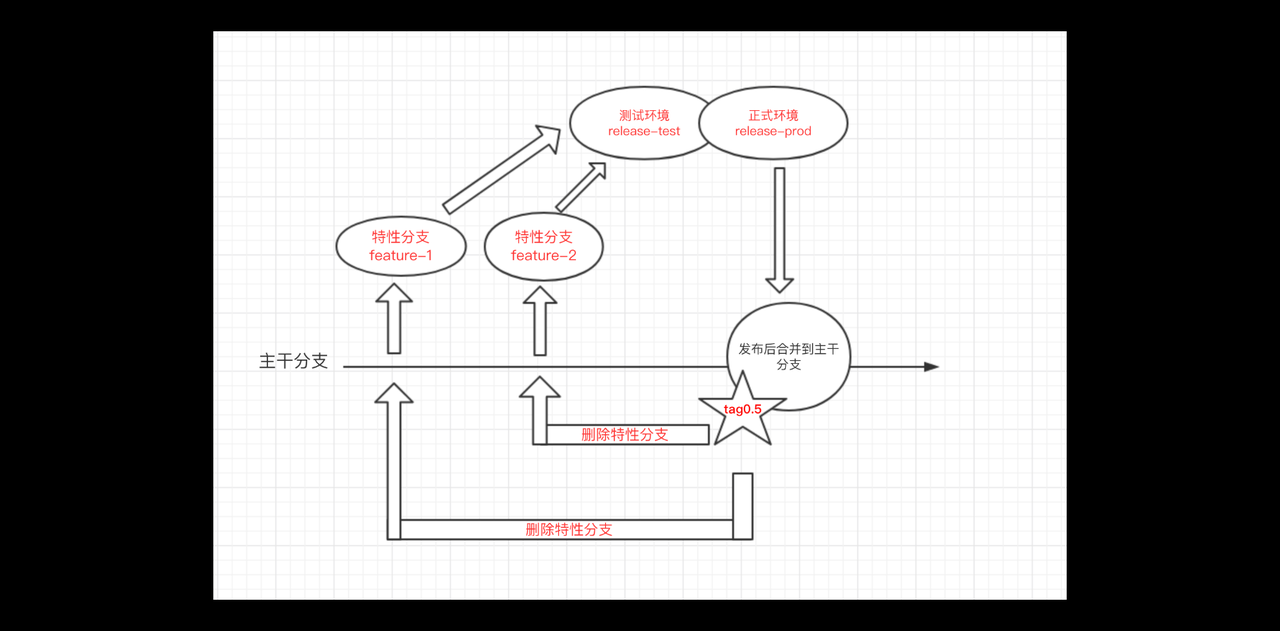 测试环境
release-test
正式环境
release-prod
特性分支
feature-1
特性分支
feature-2
主干分支
发布后合并到主干
分支
tag0.5
删除特性分支
删除特性分支